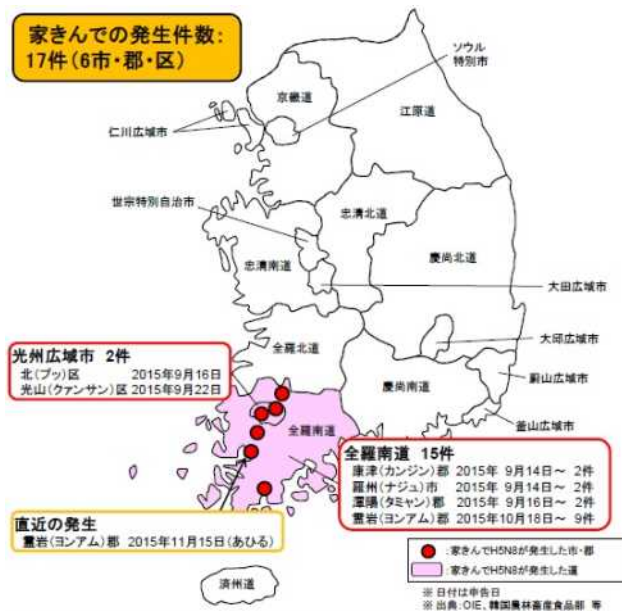 家きんでの発生件数:
17件(6市・郡・区)
ソウル
特別市
京畿道
江原道
仁川広域市
世宗特別自治市
忠清北道
忠清南道
慶尚北道
大田広域市
大邱広域市
全羅北道
慶尚南道
蔚山広域市
釜山広域市
光州広域市 2件
北(プッ)区 2015年9月16日
光山(クァンサン)区 2015年9月22日
全羅南道
全羅南道 15件
康津(カンジン)郡 2015年 9月14日～ 2件
羅州(ナジュ)市 2015年 9月14日～ 2件
潭陽(タミャン)郡 2015年 9月16日～ 2件
霊岩(ヨンアム)郡 2015年10月18日～ 9件
直近の発生
霊岩(ヨンアム)郡 2015年11月15日(あひる)
済州道
:家きんでH5N8が発生した市・郡
:家きんでH5N8が発生した道
※ 日付は申告日
※ 出典:OIE、韓国農林畜産食品部 等